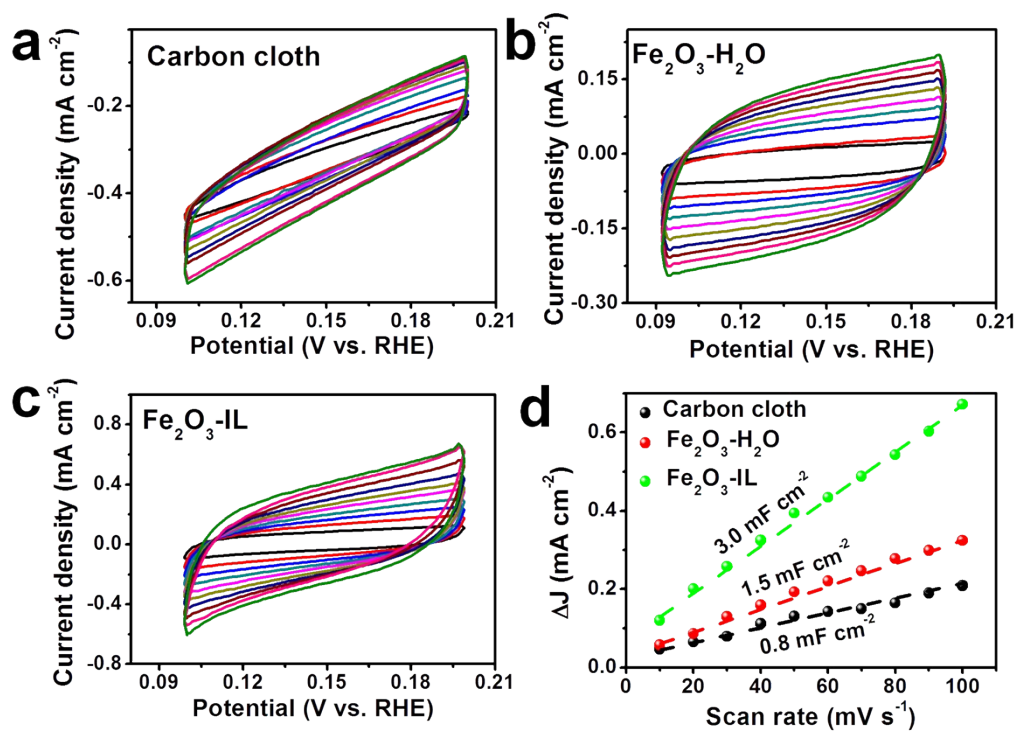 a
Carbon cloth
Current density (mA cm⁻²)
-0.2
-0.4
-0.6
0.09 0.12 0.15 0.18 0.21
Potential (V vs. RHE)
b
Fe₂O₃-H₂O
Current density (mA cm⁻²)
0.15
0.00
-0.15
-0.30
0.09 0.12 0.15 0.18 0.21
Potential (V vs. RHE)
c
Fe₂O₃-IL
Current density (mA cm⁻²)
0.8
0.4
0.0
-0.4
-0.8
0.09 0.12 0.15 0.18 0.21
Potential (V vs. RHE)
d
Carbon cloth
Fe₂O₃-H₂O
Fe₂O₃-IL
3.0 mF cm⁻²
1.5 mF cm⁻²
0.8 mF cm⁻²
ΔJ (mA cm⁻²)
0.6
0.4
0.2
0.0
0 20 40 60 80 100
Scan rate (mV s⁻¹)